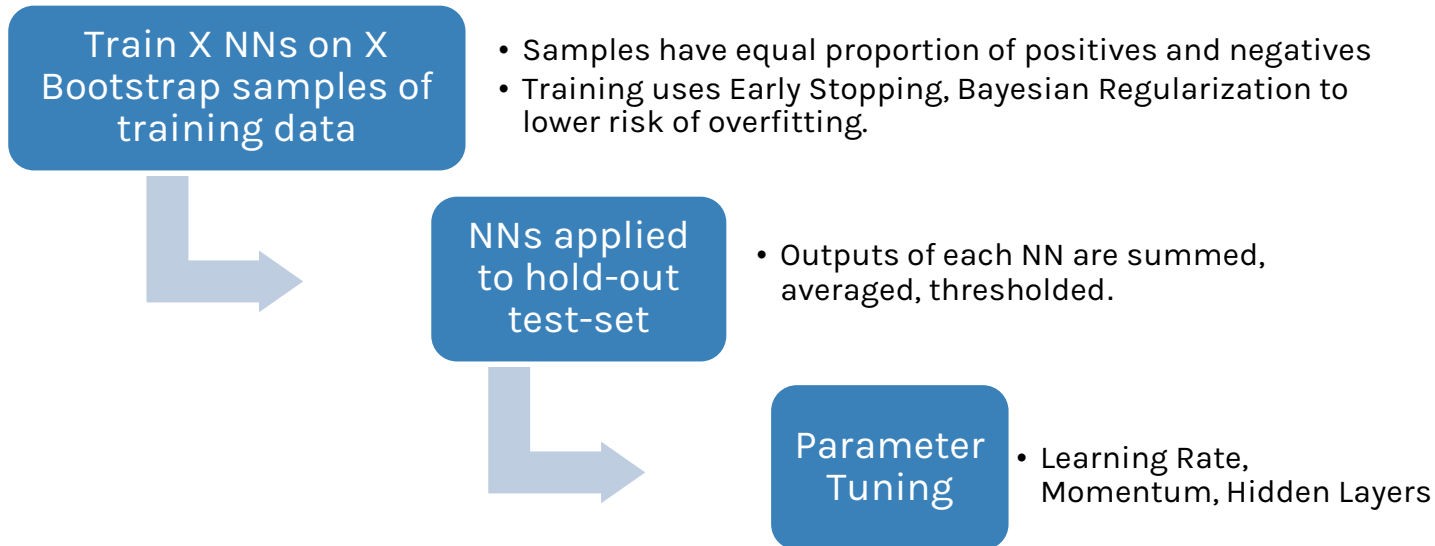 Train X NNs on X
Bootstrap samples of
training data
• Samples have equal proportion of positives and negatives
• Training uses Early Stopping, Bayesian Regularization to
lower risk of overfitting.
NNs applied
to hold-out
test-set
• Outputs of each NN are summed,
averaged, thresholded.
Parameter
Tuning
• Learning Rate,
Momentum, Hidden Layers